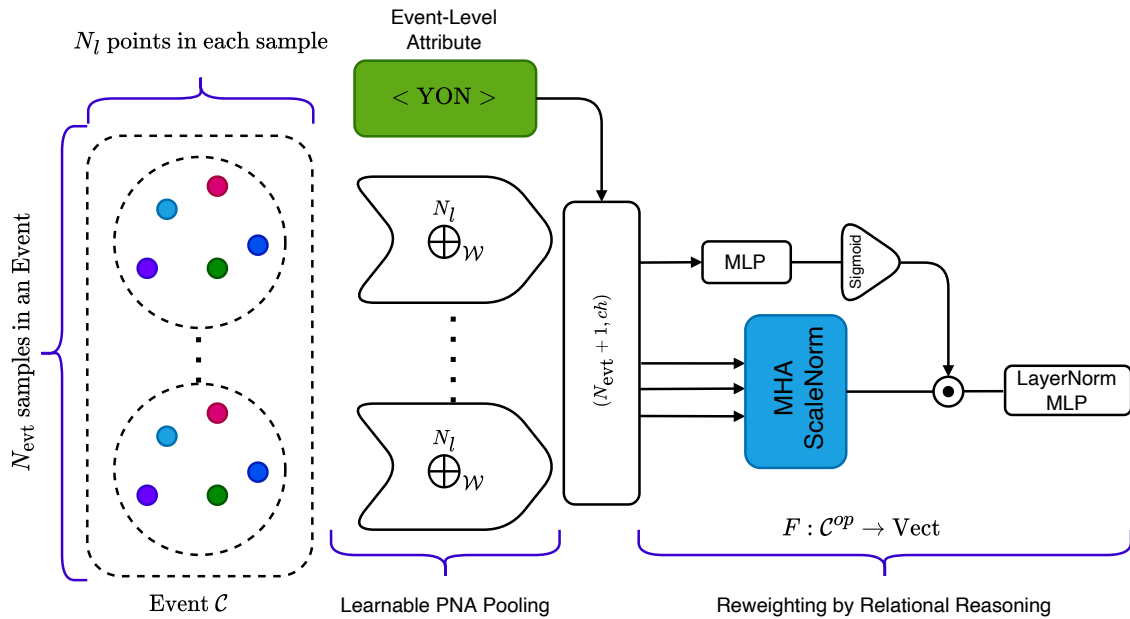 N_l points in each sample
Event-Level
Attribute
< YON >
N_evt samples in an Event
N_l
⊕_𝒲
N_l
⊕_𝒲
(N_evt + 1, ch)
MLP
Sigmoid
MHA
ScaleNorm
LayerNorm
MLP
F : 𝒞^{op} → Vect
Event 𝒞
Learnable PNA Pooling
Reweighting by Relational Reasoning